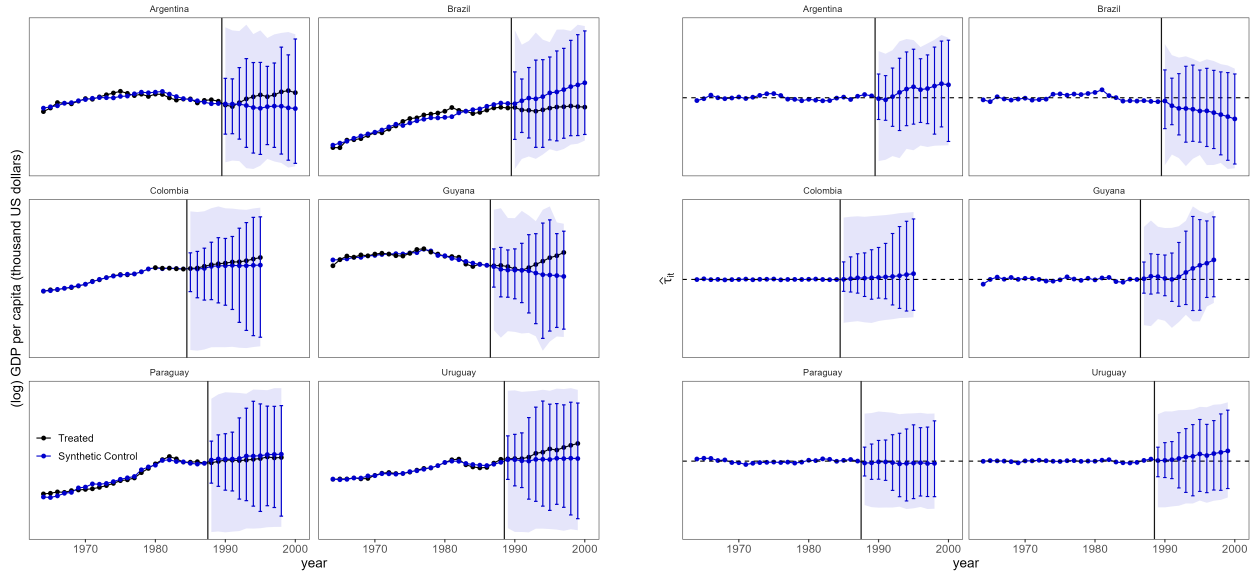 Argentina
Brazil
Colombia
Guyana
Paraguay
Uruguay
Treated
Synthetic Control
(log) GDP per capita (thousand US dollars)
1970
1980
1990
2000
1970
1980
1990
2000
year
Argentina
Brazil
Colombia
Guyana
Paraguay
Uruguay
τ̂it
1970
1980
1990
2000
1970
1980
1990
2000
year